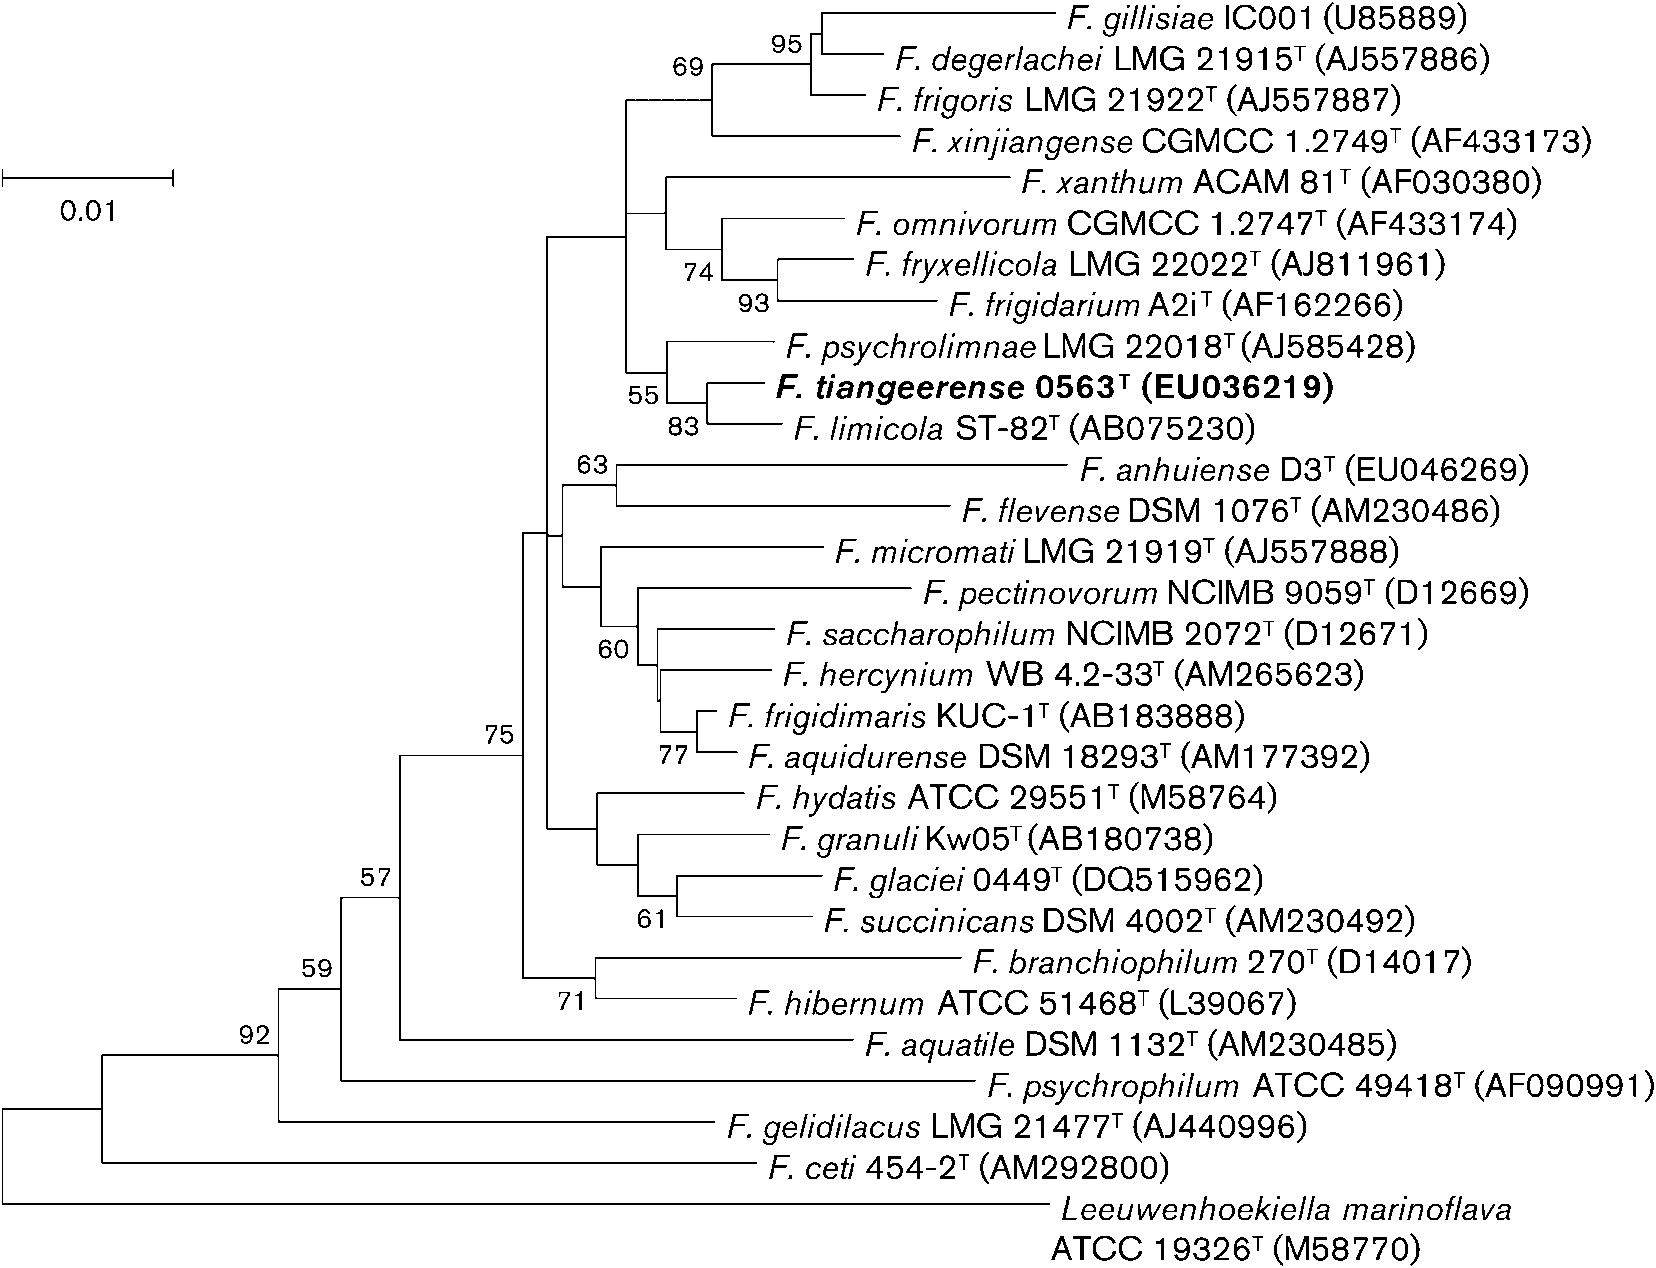 F. gillisiae IC001 (U85889)
95
F. degerlachei LMG 21915ᵀ (AJ557886)
69
F. frigoris LMG 21922ᵀ (AJ557887)
F. xinjiangense CGMCC 1.2749ᵀ (AF433173)
F. xanthum ACAM 81ᵀ (AF030380)
0.01
F. omnivorum CGMCC 1.2747ᵀ (AF433174)
F. fryxellicola LMG 22022ᵀ (AJ811961)
74
F. frigidarium A2iᵀ (AF162266)
93
F. psychrolimnae LMG 22018ᵀ (AJ585428)
F. tiangeerense 0563ᵀ (EU036219)
55
F. limicola ST-82ᵀ (AB075230)
83
63
F. anhuiense D3ᵀ (EU046269)
F. flevense DSM 1076ᵀ (AM230486)
F. micromati LMG 21919ᵀ (AJ557888)
F. pectinovorum NCIMB 9059ᵀ (D12669)
F. saccharophilum NCIMB 2072ᵀ (D12671)
60
F. hercynium WB 4.2-33ᵀ (AM265623)
F. frigidimaris KUC-1ᵀ (AB183888)
75
F. aquidurense DSM 18293ᵀ (AM177392)
77
F. hydatis ATCC 29551ᵀ (M58764)
F. granuli Kw05ᵀ (AB180738)
57
F. glaciei 0449ᵀ (DQ515962)
61
F. succinicans DSM 4002ᵀ (AM230492)
F. branchiophilum 270ᵀ (D14017)
59
71
F. hibernum ATCC 51468ᵀ (L39067)
92
F. aquatile DSM 1132ᵀ (AM230485)
F. psychrophilum ATCC 49418ᵀ (AF090991)
F. gelidilacus LMG 21477ᵀ (AJ440996)
F. ceti 454-2ᵀ (AM292800)
Leeuwenhoekiella marinoflava
ATCC 19326ᵀ (M58770)